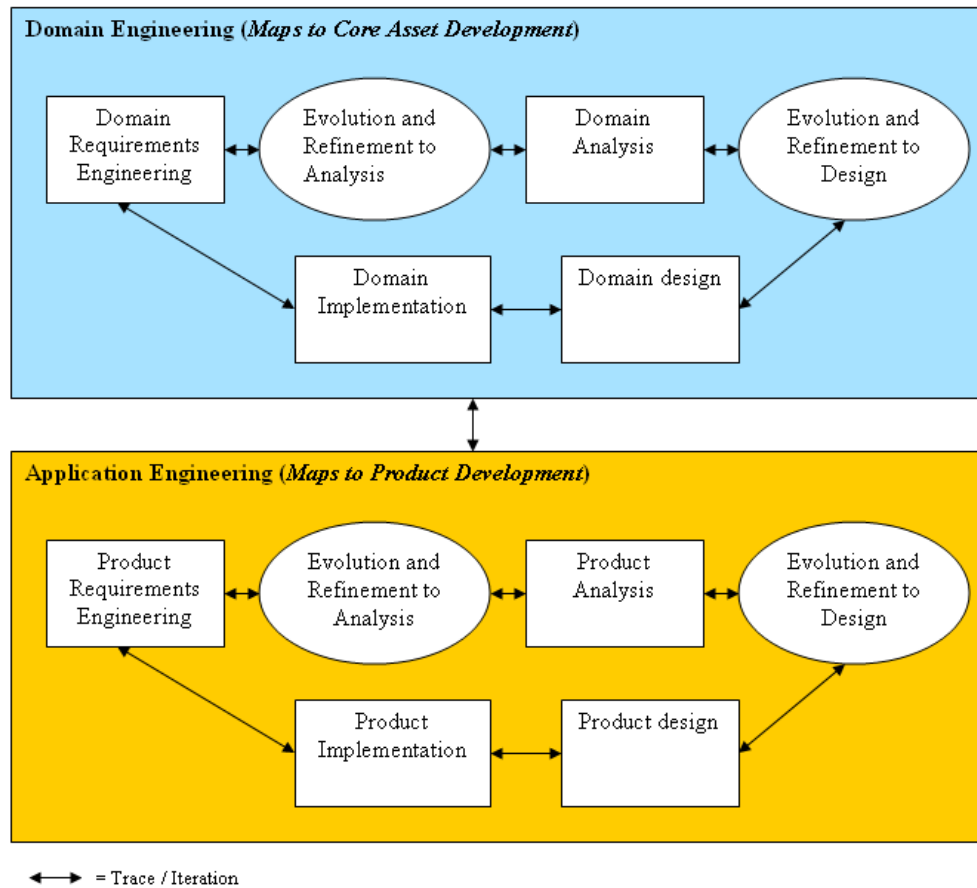 Domain Engineering (Maps to Core Asset Development)
Domain
Requirements
Engineering
Evolution and
Refinement to
Analysis
Domain
Analysis
Evolution and
Refinement to
Design
Domain
Implementation
Domain design
Application Engineering (Maps to Product Development)
Product
Requirements
Engineering
Evolution and
Refinement to
Analysis
Product
Analysis
Evolution and
Refinement to
Design
Product
Implementation
Product design
= Trace / Iteration